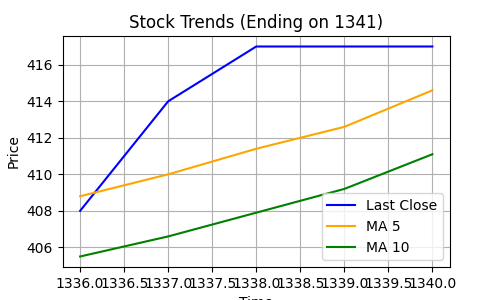 Stock Trends (Ending on 1341)
416
414
412
410
408
406
Price
Last Close
MA 5
MA 10
1336.0 1336.5 1337.0 1337.5 1338.0 1338.5 1339.0 1339.5 1340.0
Time